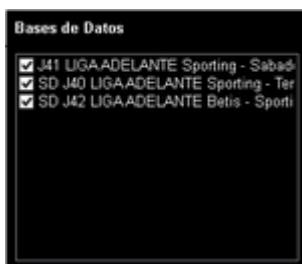 Bases de Datos
J41 LIGA ADELANTE Sporting - Sabad
SD J40 LIGA ADELANTE Sporting - Ter
SD J42 LIGA ADELANTE Betis - Sporti